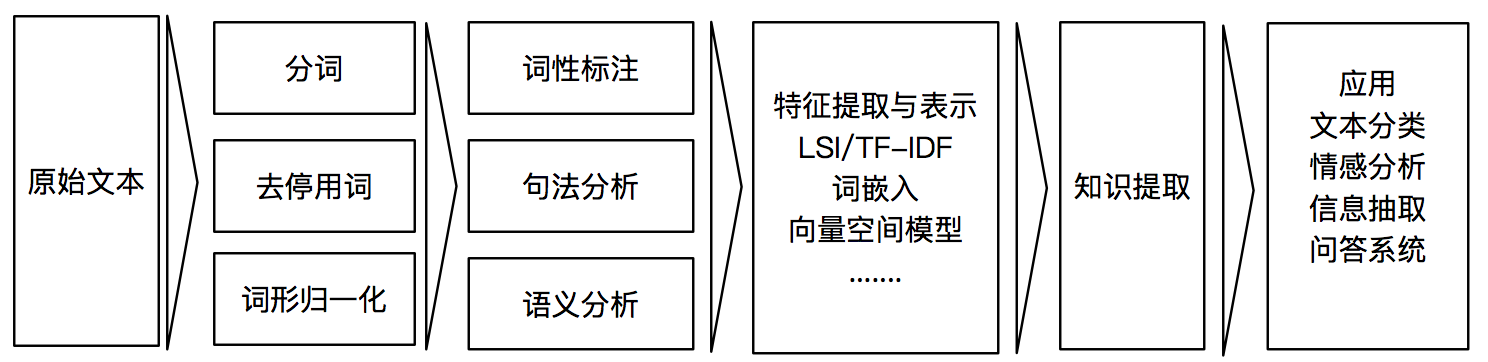 原始文本
分词
去停用词
词形归一化
词性标注
句法分析
语义分析
特征提取与表示
LSI/TF-IDF
词嵌入
向量空间模型
.......
知识提取
应用
文本分类
情感分析
信息抽取
问答系统